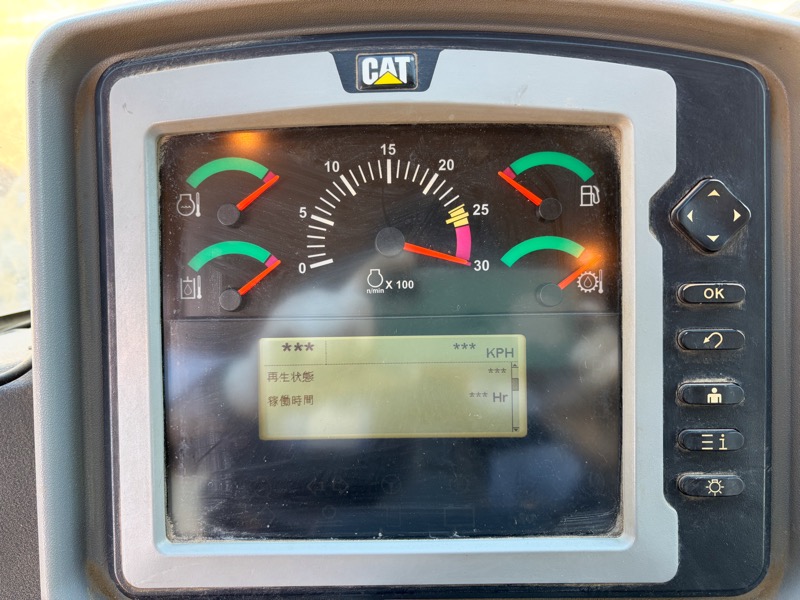 CAT
0 5 10 15 20 25 30
n/min X 100
*** *** KPH
再生状態 ***
稼働時間 *** Hr
OK
i